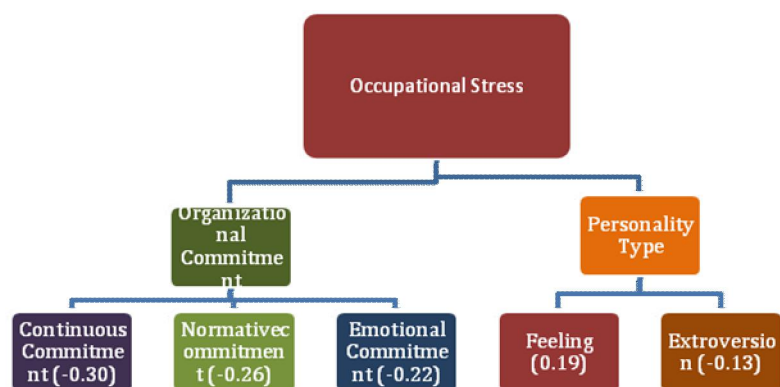 Occupational Stress
Organizatio
nal
Commitme
nt
Personality
Type
Continuous
Commitme
nt (-0.30)
Normativec
ommitmen
t (-0.26)
Emotional
Commitme
nt (-0.22)
Feeling
(0.19)
Extroversio
n (-0.13)